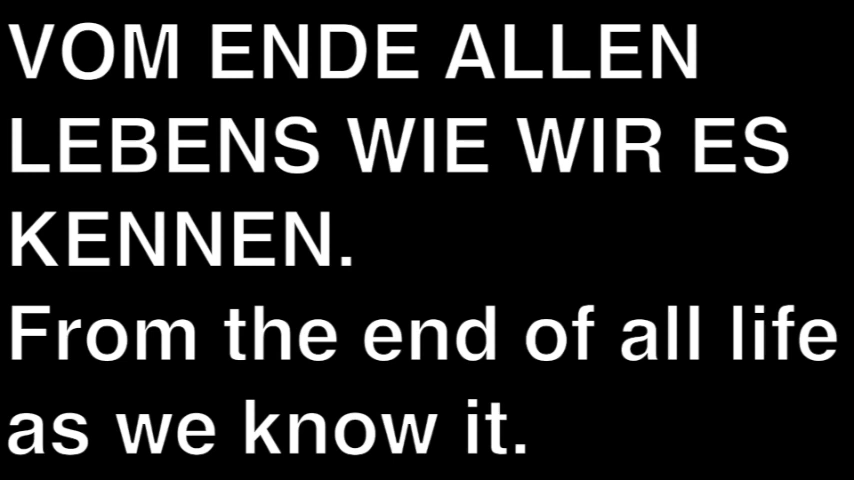 VOM ENDE ALLEN
LEBENS WIE WIR ES
KENNEN.
From the end of all life
as we know it.